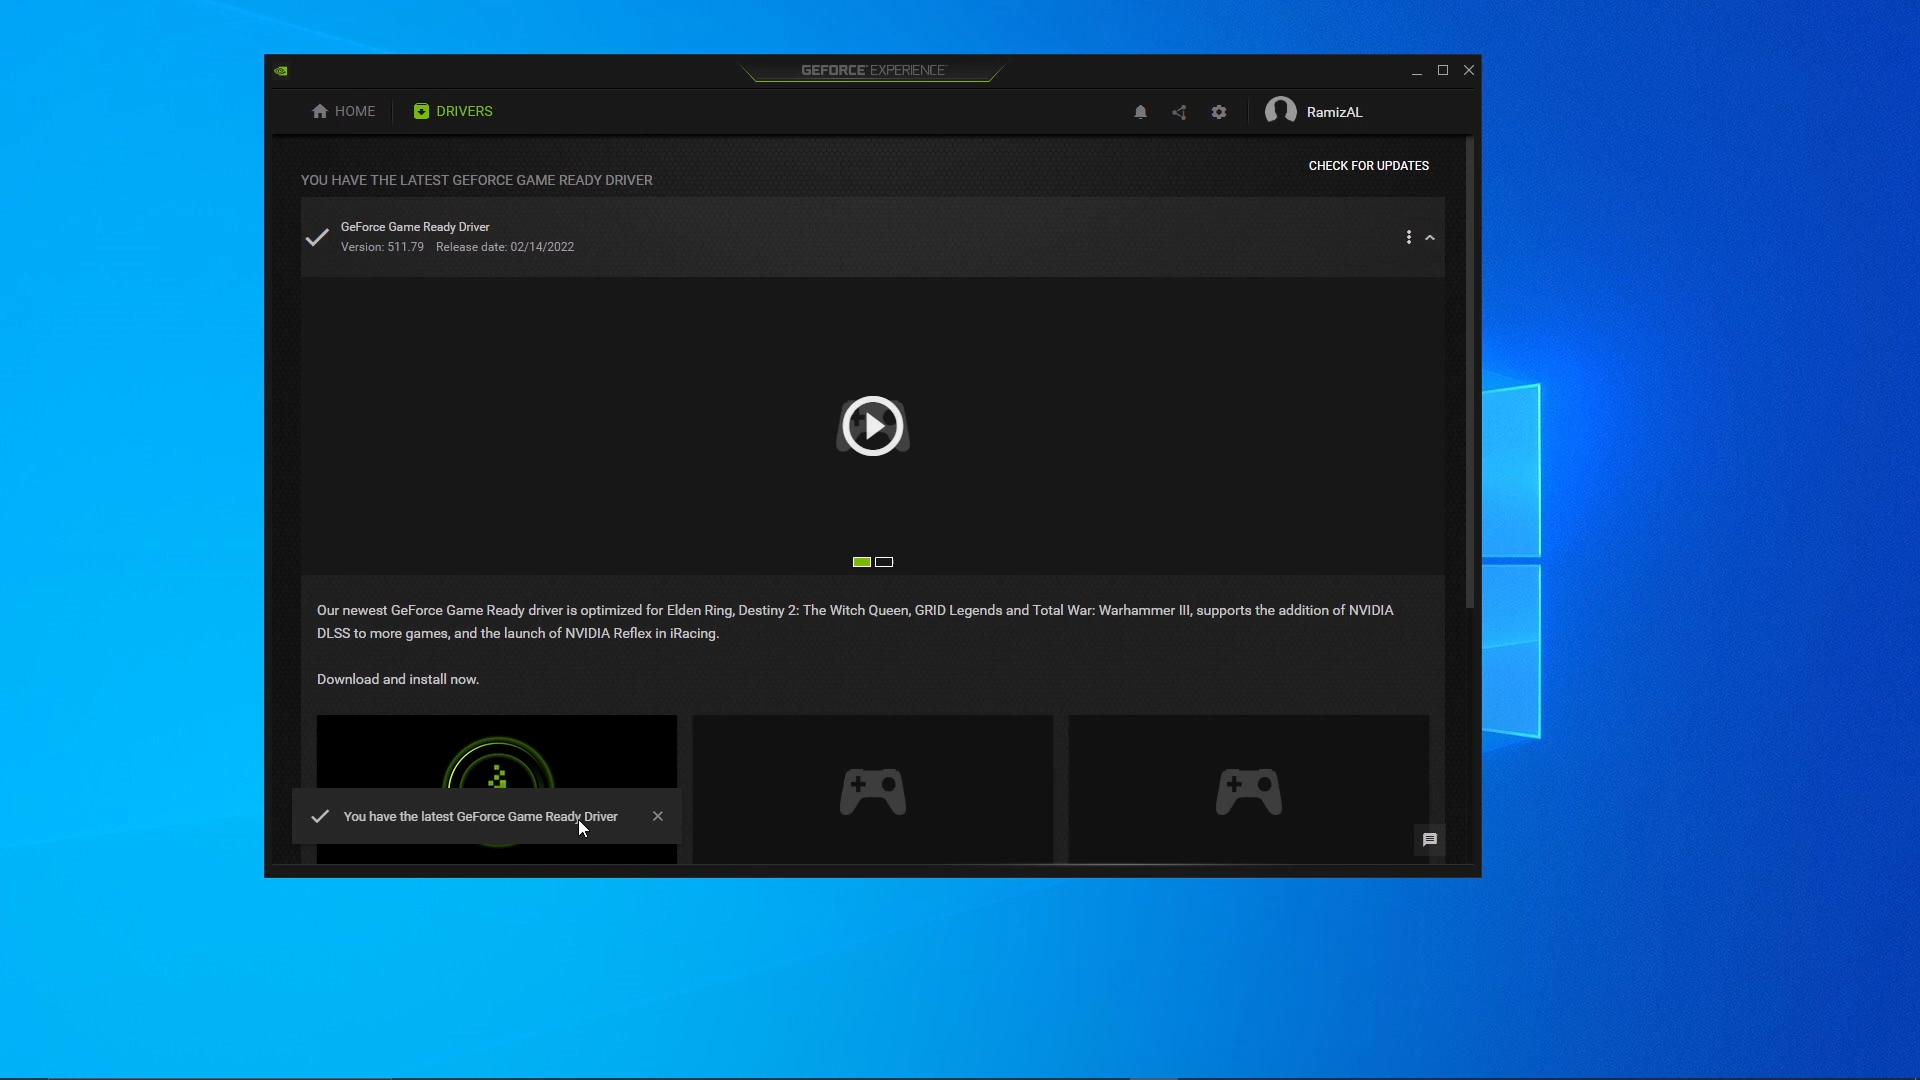 GEFORCE EXPERIENCE
HOME
DRIVERS
RamizAL
CHECK FOR UPDATES
YOU HAVE THE LATEST GEFORCE GAME READY DRIVER
GeForce Game Ready Driver
Version: 511.79 Release date: 02/14/2022
Our newest GeForce Game Ready driver is optimized for Elden Ring, Destiny 2: The Witch Queen, GRID Legends and Total War: Warhammer III, supports the addition of NVIDIA
DLSS to more games, and the launch of NVIDIA Reflex in iRacing.
Download and install now.
You have the latest GeForce Game Ready Driver